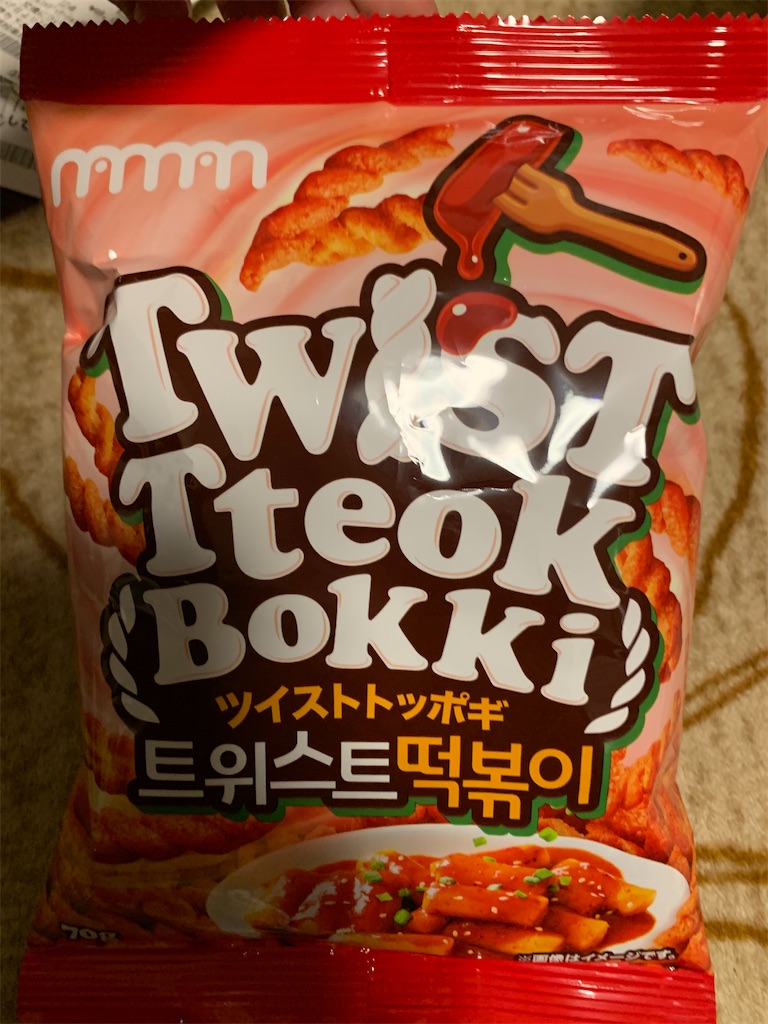 TWiST
Tteok
BoKKi
ツイストトッポギ
트위스트떡볶이
70g
※画像はイメージです。